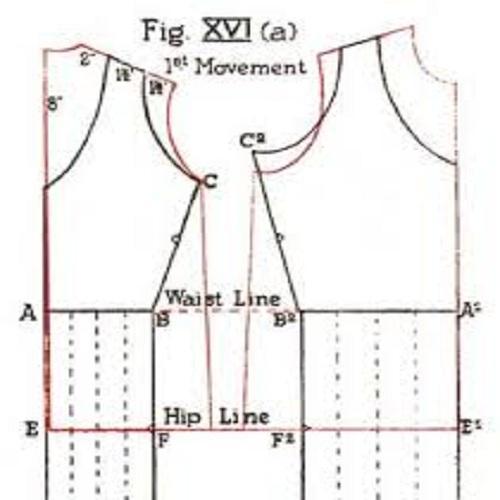 Fig. XVI (a)
1st Movement
2"
1½"
1½"
8"
C
C²
Waist Line
A
B
B²
A²
Hip Line
E
F
F²
E²